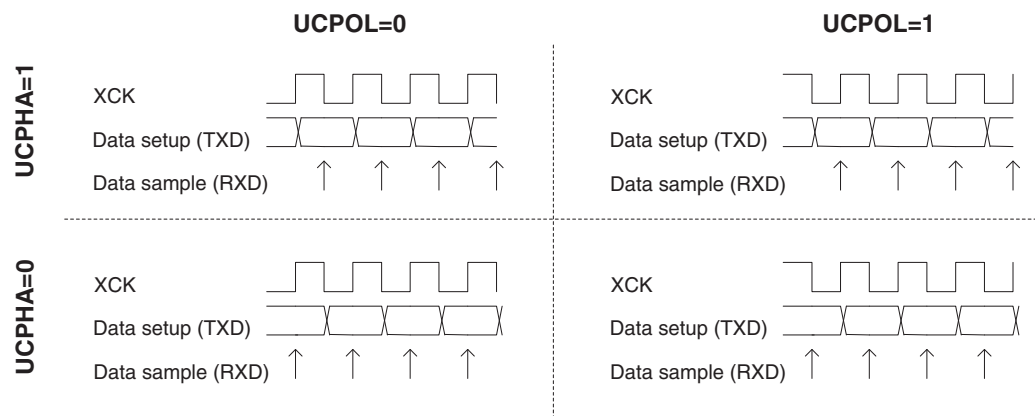 UCPOL=0
UCPOL=1
UCPHA=1
XCK
Data setup (TXD)
Data sample (RXD)
XCK
Data setup (TXD)
Data sample (RXD)
UCPHA=0
XCK
Data setup (TXD)
Data sample (RXD)
XCK
Data setup (TXD)
Data sample (RXD)